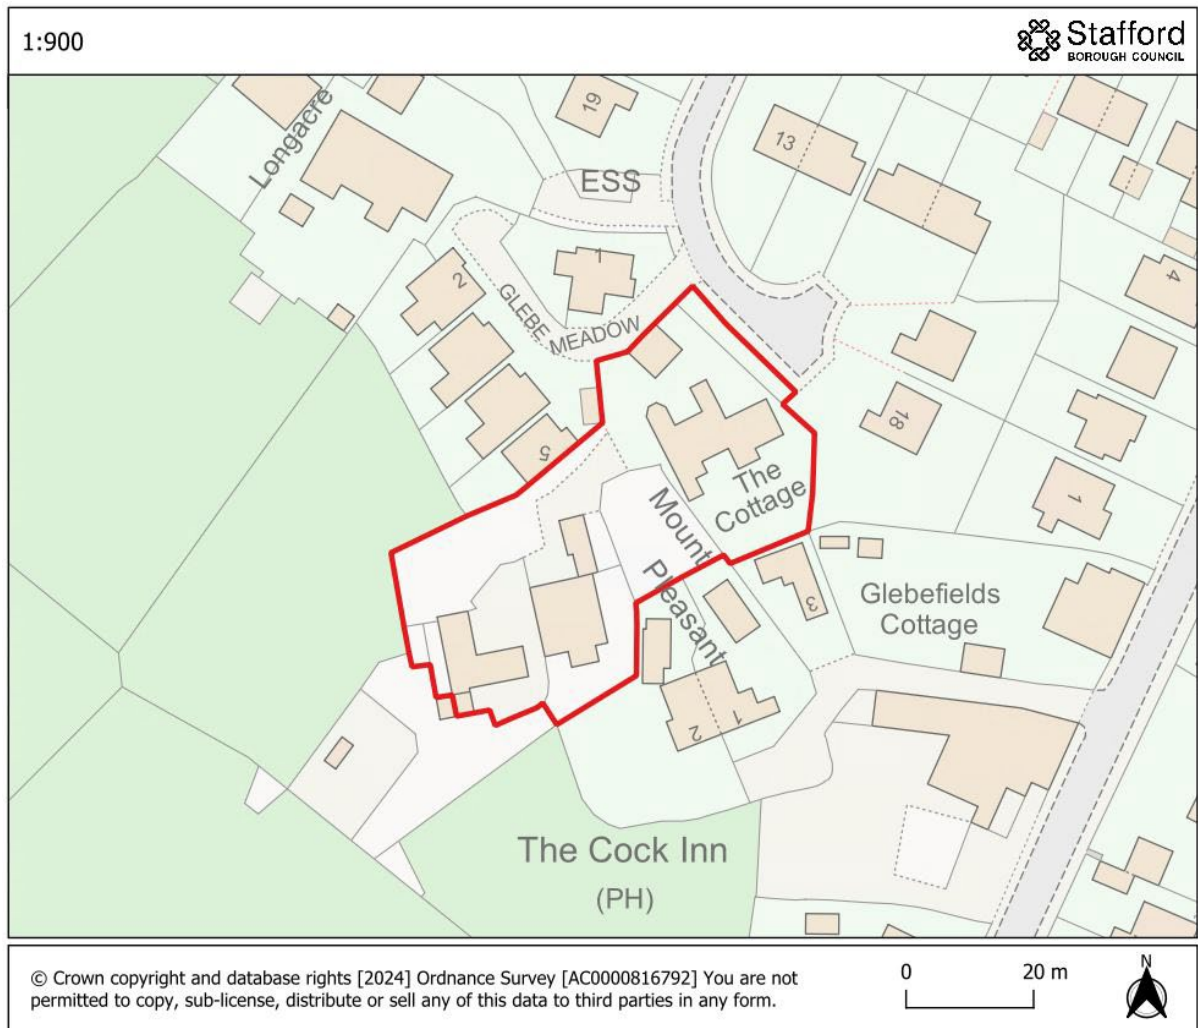 1:900
Stafford
BOROUGH COUNCIL
Longacre
19
13
ESS
4
1
2
GLEBE
MEADOW
18
The
Cottage
1
5
Mount
Pleasant
3
Glebefields
Cottage
1
2
The Cock Inn
(PH)
© Crown copyright and database rights [2024] Ordnance Survey [AC0000816792] You are not
permitted to copy, sub-license, distribute or sell any of this data to third parties in any form.
0
20 m
N